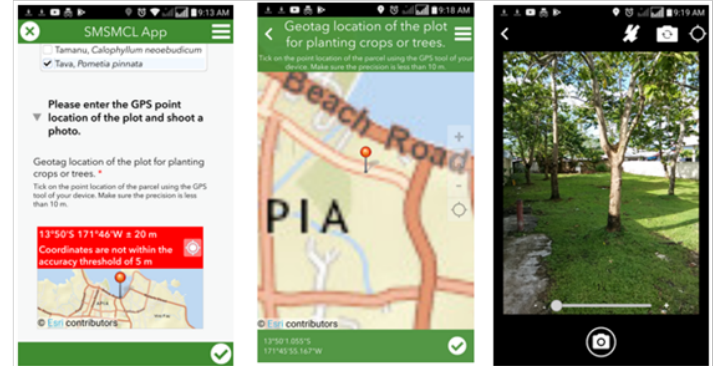 9:13 AM
SMSMCL App
Tamanu, Calophyllum neoebudicum
Tava, Pometia pinnata
Please enter the GPS point
location of the plot and shoot a
photo.
Geotag location of the plot for planting
crops or trees. *
Tick on the point location of the parcel using the GPS
tool of your device. Make sure the precision is less
than 10 m.
13°50'S 171°46'W ± 20 m
Coordinates are not within the
accuracy threshold of 5 m
APIA
© Esri contributors
9:18 AM
Geotag location of the plot
for planting crops or trees.
Tick on the point location of the parcel using the GPS tool of your
device. Make sure the precision is less than 10 m.
Beach Road
PIA
© Esri contributors
13°50'1.055"S
171°45'55.167"W
9:19 AM